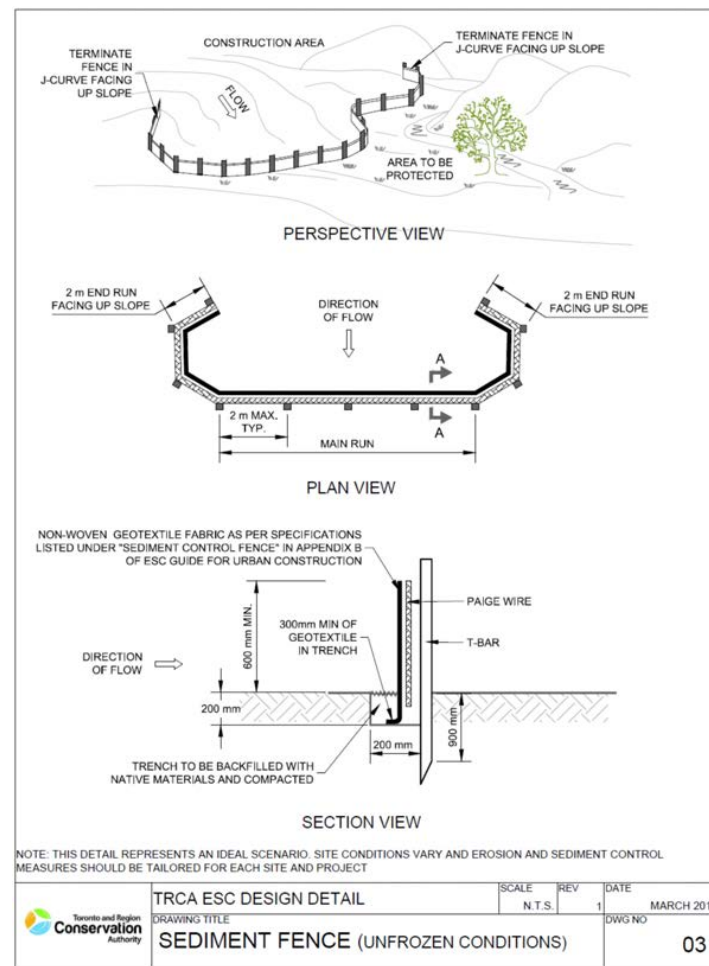 CONSTRUCTION AREA
TERMINATE
FENCE IN
J-CURVE FACING
UP SLOPE
TERMINATE FENCE IN
J-CURVE FACING UP SLOPE
FLOW
AREA TO BE
PROTECTED
PERSPECTIVE VIEW
2 m END RUN
FACING UP SLOPE
DIRECTION
OF FLOW
2 m END RUN
FACING UP SLOPE
A
A
2 m MAX.
TYP.
MAIN RUN
PLAN VIEW
NON-WOVEN GEOTEXTILE FABRIC AS PER SPECIFICATIONS
LISTED UNDER "SEDIMENT CONTROL FENCE" IN APPENDIX B
OF ESC GUIDE FOR URBAN CONSTRUCTION
600 mm MIN.
300mm MIN OF
GEOTEXTILE
IN TRENCH
PAIGE WIRE
T-BAR
DIRECTION
OF FLOW
200 mm
200 mm
900 mm
TRENCH TO BE BACKFILLED WITH
NATIVE MATERIALS AND COMPACTED
SECTION VIEW
NOTE: THIS DETAIL REPRESENTS AN IDEAL SCENARIO. SITE CONDITIONS VARY AND EROSION AND SEDIMENT CONTROL
MEASURES SHOULD BE TAILORED FOR EACH SITE AND PROJECT
Toronto and Region
Conservation
Authority
TRCA ESC DESIGN DETAIL
SCALE
N.T.S.
REV
1
DATE
MARCH 201
DRAWING TITLE
SEDIMENT FENCE (UNFROZEN CONDITIONS)
DWG NO
03